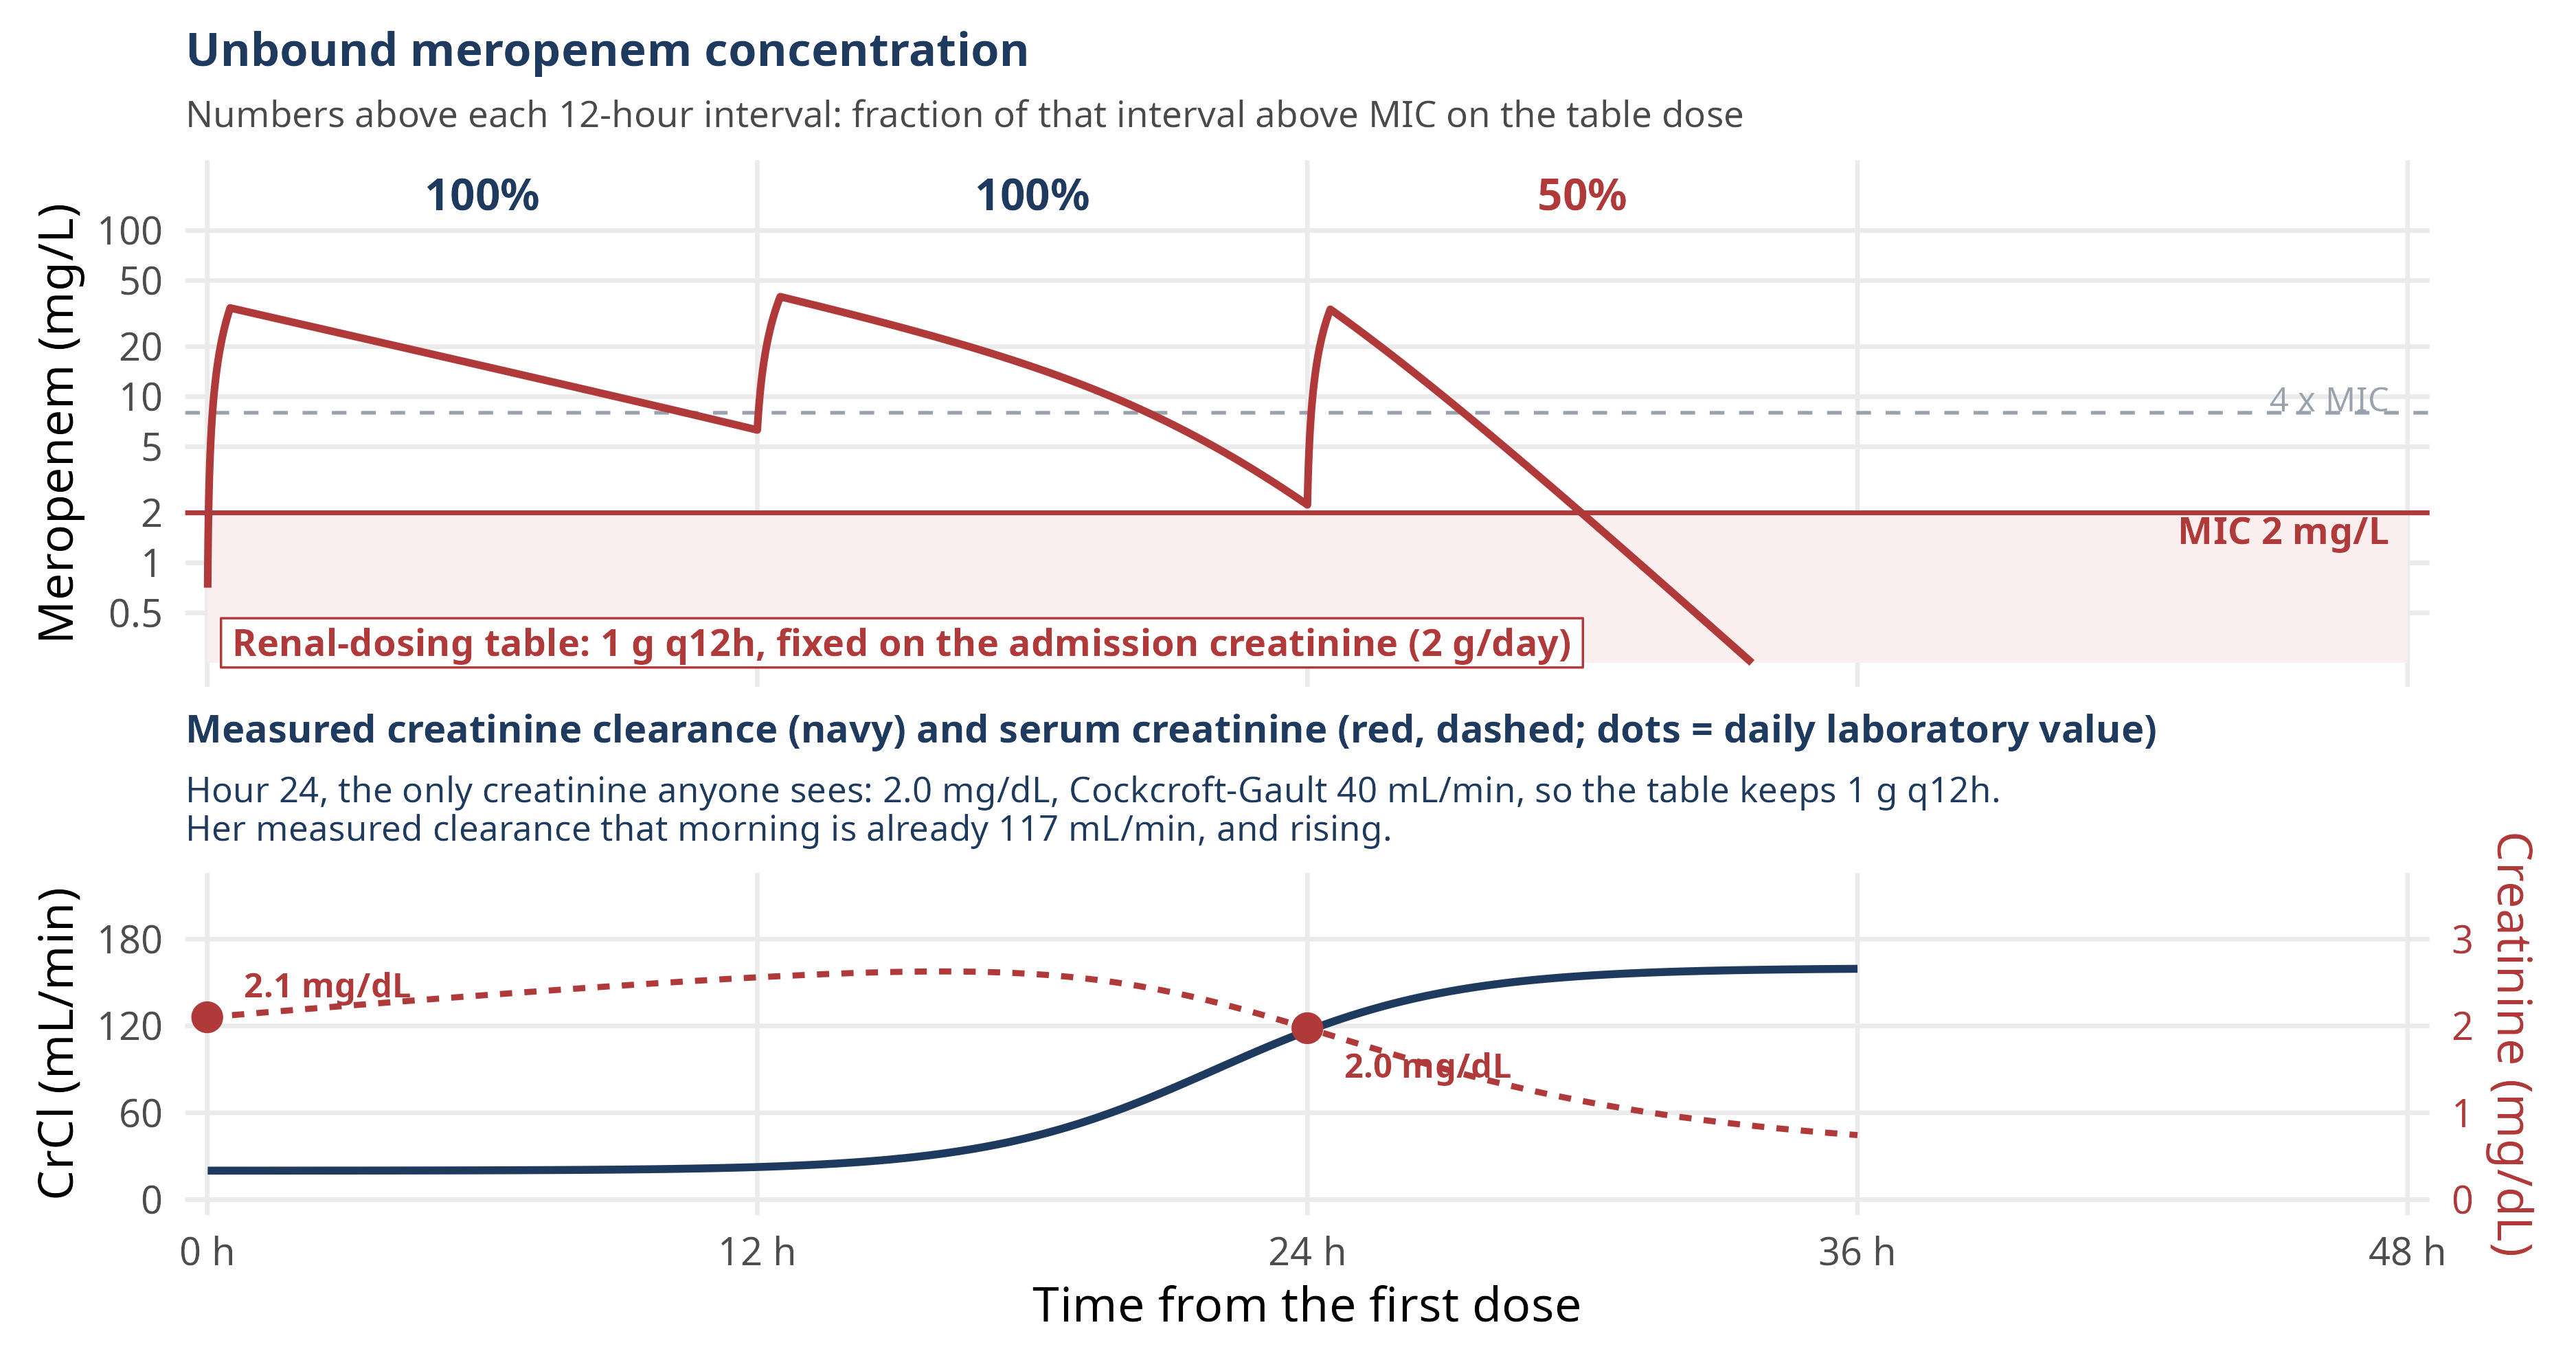 Unbound meropenem concentration
Numbers above each 12-hour interval: fraction of that interval above MIC on the table dose
100% 100% 50%
Meropenem (mg/L)
100
50
20
10
5
2
1
0.5
4 x MIC
MIC 2 mg/L
Renal-dosing table: 1 g q12h, fixed on the admission creatinine (2 g/day)
Measured creatinine clearance (navy) and serum creatinine (red, dashed; dots = daily laboratory value)
Hour 24, the only creatinine anyone sees: 2.0 mg/dL, Cockcroft-Gault 40 mL/min, so the table keeps 1 g q12h.
Her measured clearance that morning is already 117 mL/min, and rising.
CrCl (mL/min)
180
120
60
0
2.1 mg/dL
2.0 mg/dL
3
2
1
0
Creatinine (mg/dL)
0 h 12 h 24 h 36 h 48 h
Time from the first dose